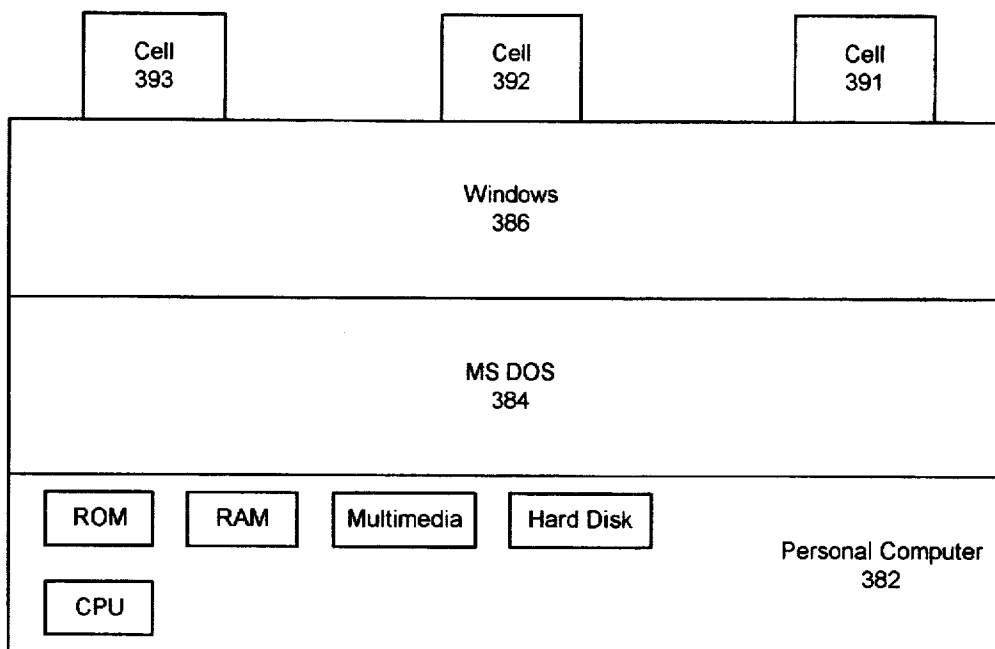 Cell
393
Cell
392
Cell
391
Windows
386
MS DOS
384
ROM
RAM
Multimedia
Hard Disk
Personal Computer
382
CPU